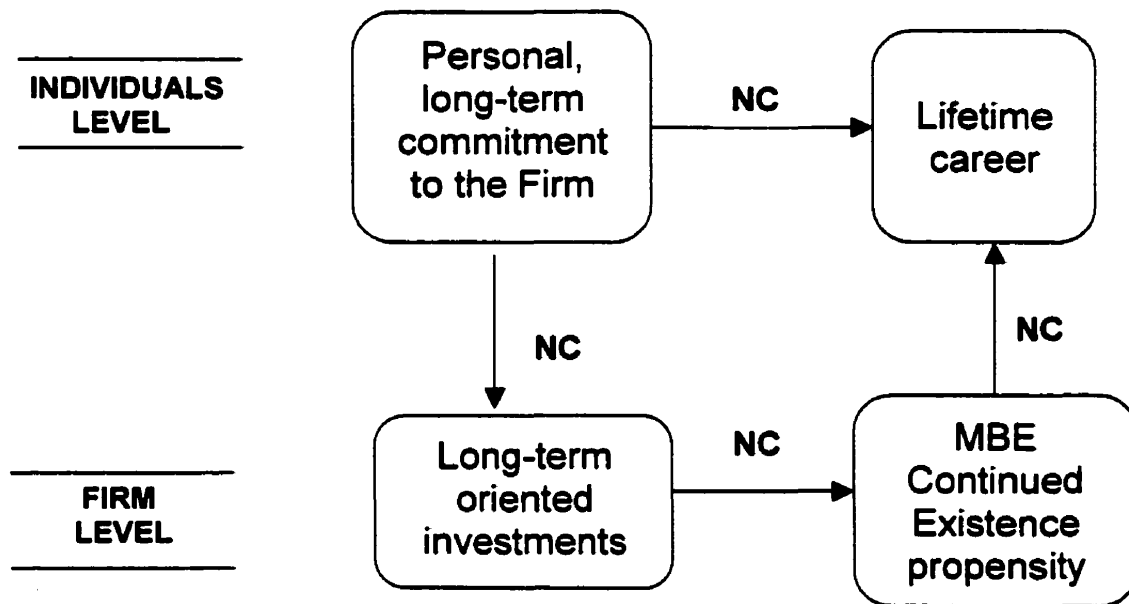 INDIVIDUALS
LEVEL
Personal,
long-term
commitment
to the Firm
NC
Lifetime
career
NC
NC
FIRM
LEVEL
Long-term
oriented
investments
NC
MBE
Continued
Existence
propensity